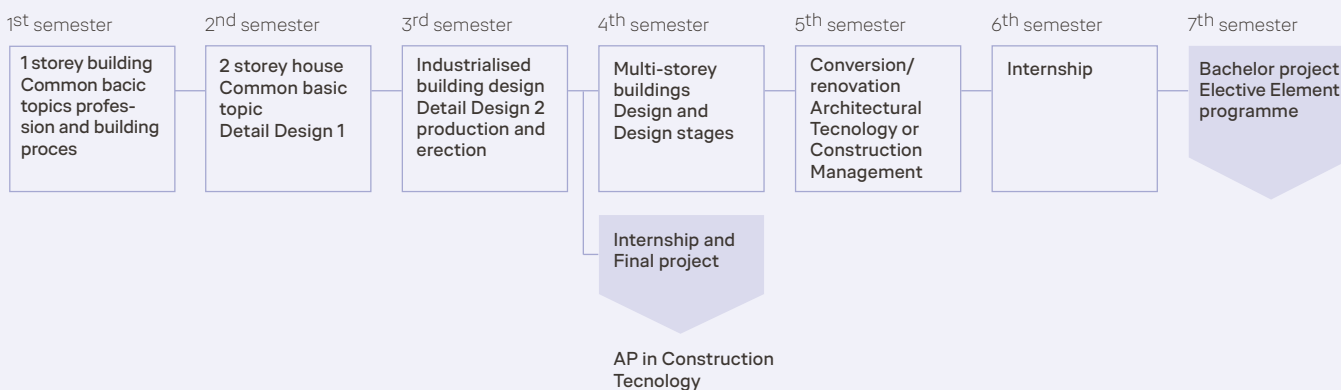 1st semester
2nd semester
3rd semester
4th semester
5th semester
6th semester
7th semester
1 storey building
Common bacic
topics profes-
sion and building
proces
2 storey house
Common basic
topic
Detail Design 1
Industrialised
building design
Detail Design 2
production and
erection
Multi-storey
buildings
Design and
Design stages
Conversion/
renovation
Architectural
Tecnology or
Construction
Management
Internship
Bachelor project
Elective Element
programme
Internship and
Final project
AP in Construction
Tecnology